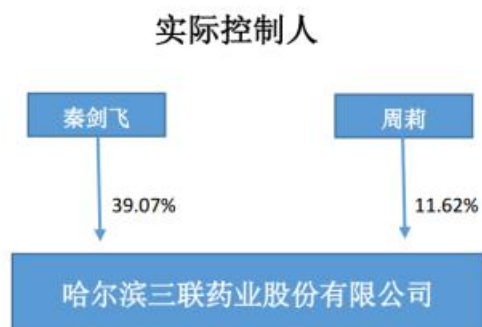 实际控制人
秦剑飞
周莉
39.07%
11.62%
哈尔滨三联药业股份有限公司